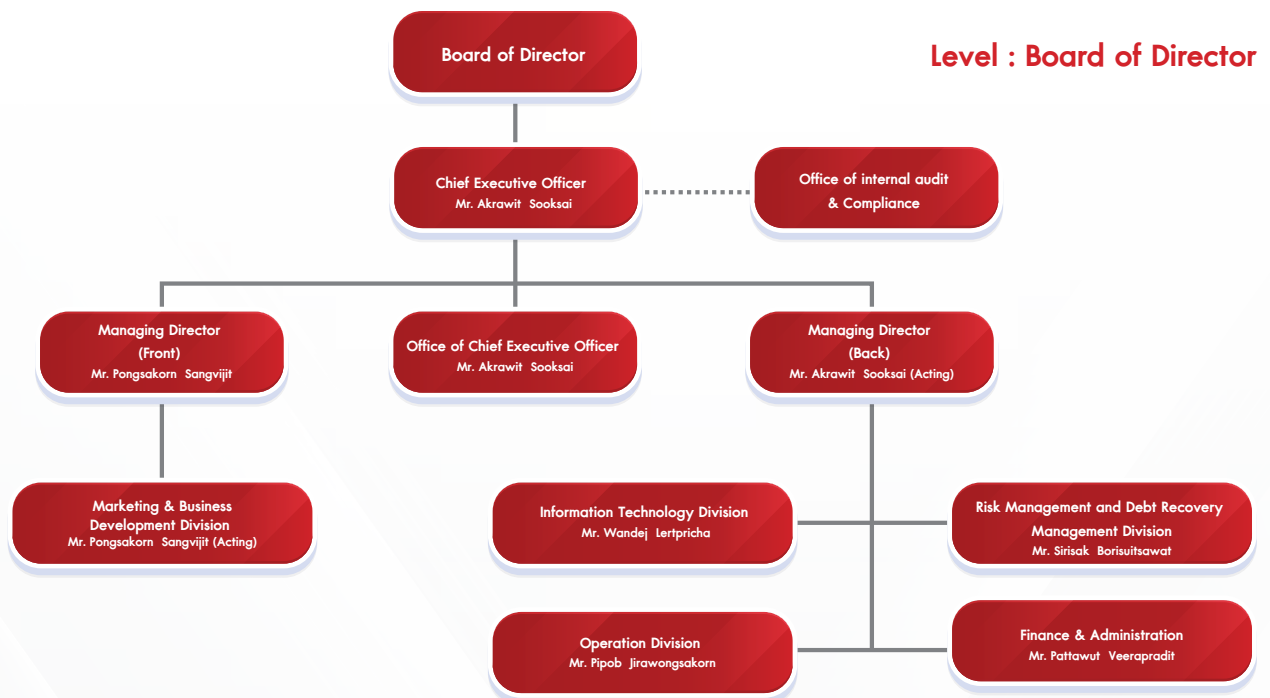 Board of Director
Level : Board of Director
Chief Executive Officer
Mr. Akrawit Sooksai
Office of internal audit
& Compliance
Managing Director
(Front)
Mr. Pongsakorn Sangvijit
Office of Chief Executive Officer
Mr. Akrawit Sooksai
Managing Director
(Back)
Mr. Akrawit Sooksai (Acting)
Marketing & Business
Development Division
Mr. Pongsakorn Sangvijit (Acting)
Information Technology Division
Mr. Wandej Lertpricha
Risk Management and Debt Recovery
Management Division
Mr. Sirisak Borisuitsawat
Operation Division
Mr. Pipob Jirawongsakorn
Finance & Administration
Mr. Pattawut Veerapradit